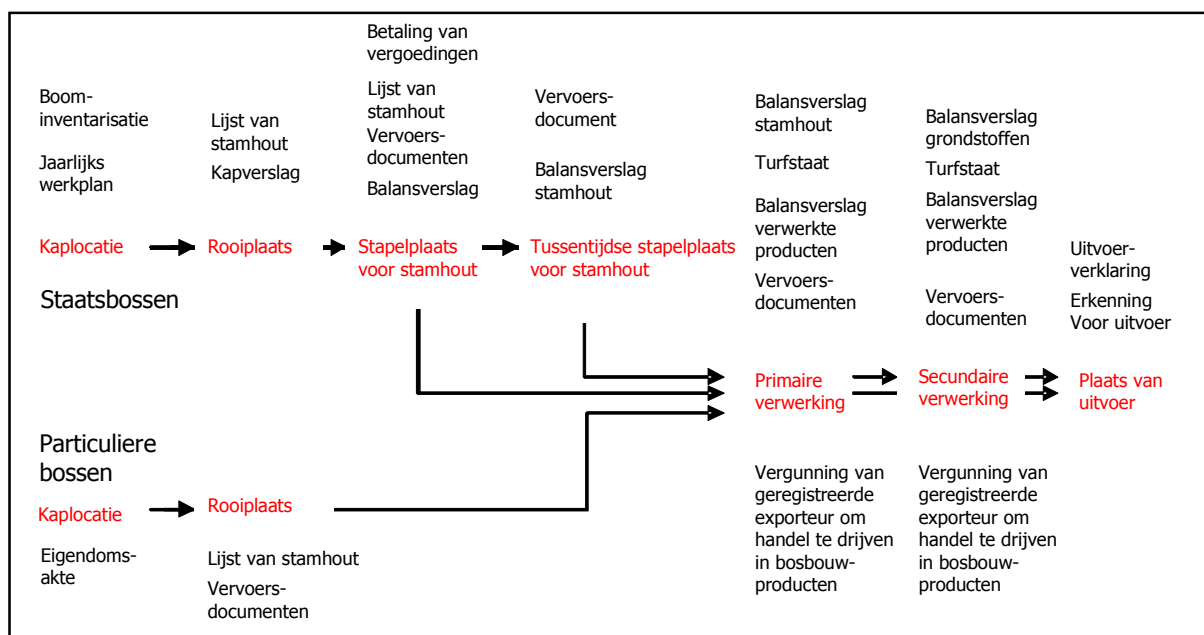 Betaling van
vergoedingen
Boom-
inventarisatie
Jaarlijks
werkplan
Lijst van
stamhout
Kapverslag
Lijst van
stamhout
Vervoers-
documenten
Balansverslag
Vervoers-
document
Balansverslag
stamhout
Balansverslag
stamhout
Turfstaat
Balansverslag
verwerkte
producten
Vervoers-
documenten
Balansverslag
grondstoffen
Turfstaat
Balansverslag
verwerkte
producten
Vervoers-
documenten
Uitvoer-
verklaring
Erkenning
Voor uitvoer
Kaplocatie
Rooiplaats
Stapelplaats
voor stamhout
Tussentijdse stapelplaats
voor stamhout
Staatsbossen
Primaire
verwerking
Secundaire
verwerking
Plaats van
uitvoer
Particuliere
bossen
Kaplocatie
Rooiplaats
Eigendoms-
akte
Lijst van stamhout
Vervoers-
documenten
Vergunning van
geregistreerde
exporteur om
handel te drijven
in bosbouw-
producten
Vergunning van
geregistreerde
exporteur om
handel te drijven
in bosbouw-
producten